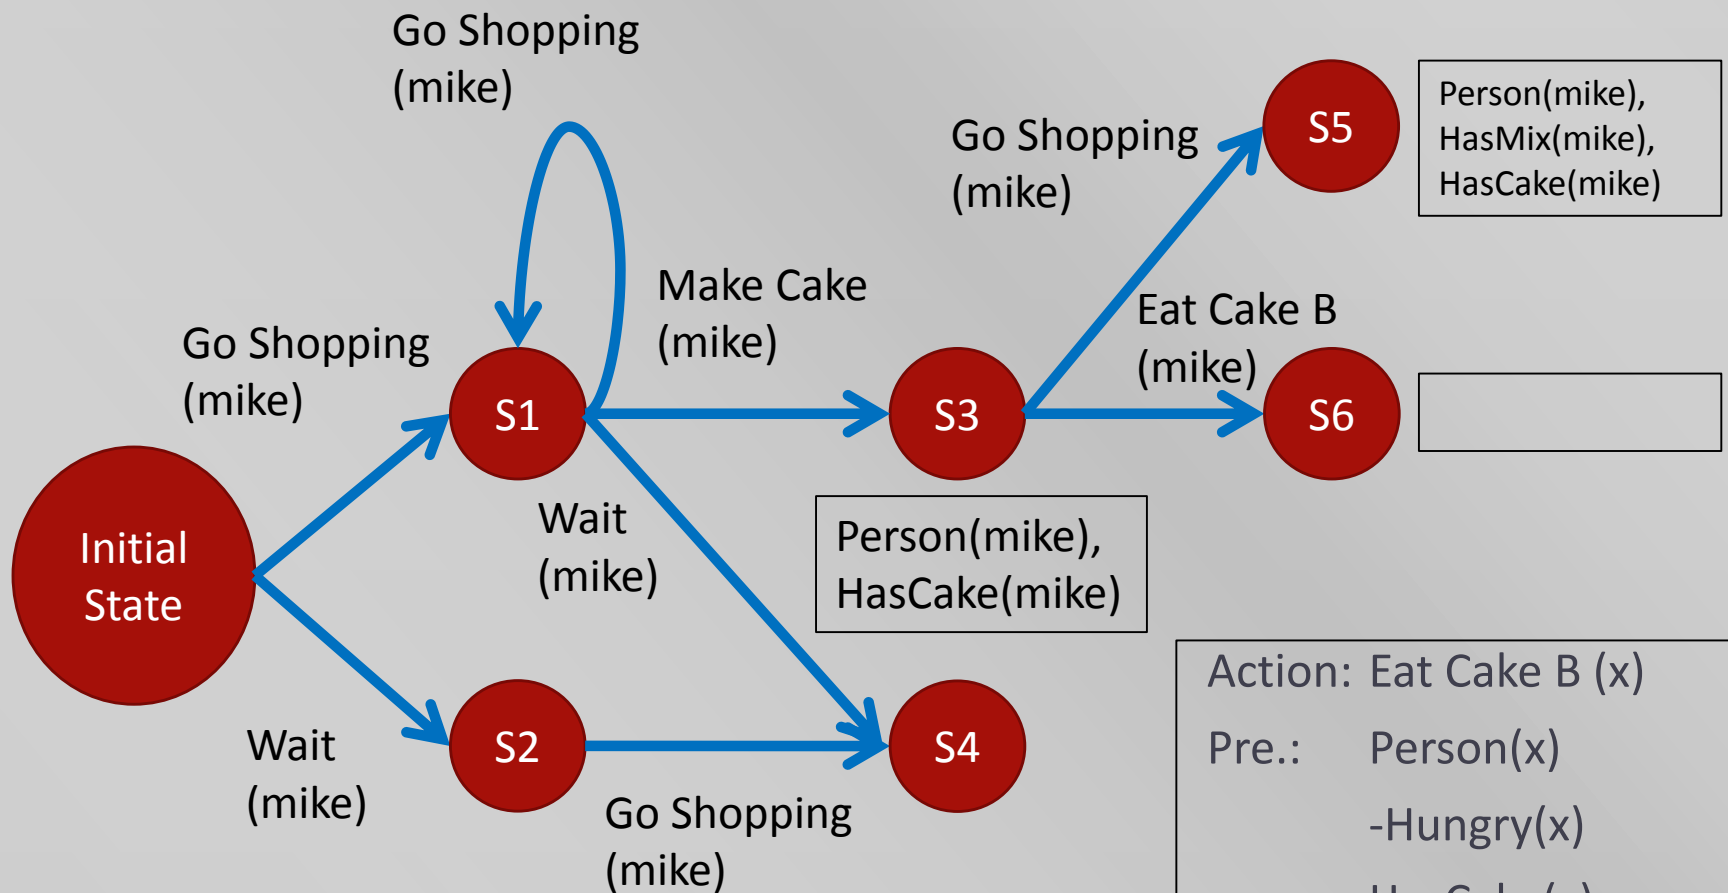 Go Shopping
(mike)
Go Shopping
(mike)
S5
Person(mike),
HasMix(mike),
HasCake(mike)
Make Cake
(mike)
Eat Cake B
(mike)
Go Shopping
(mike)
S1
S3
S6
Wait
(mike)
Person(mike),
HasCake(mike)
Initial
State
Wait
(mike)
S2
S4
Go Shopping
(mike)
Action: Eat Cake B (x)
Pre.: Person(x)
-Hungry(x)